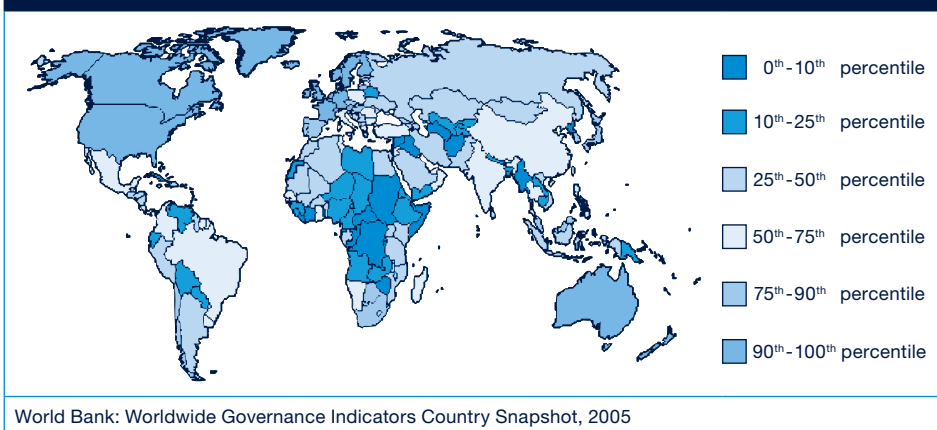 0th-10th percentile
10th-25th percentile
25th-50th percentile
50th-75th percentile
75th-90th percentile
90th-100th percentile
World Bank: Worldwide Governance Indicators Country Snapshot, 2005